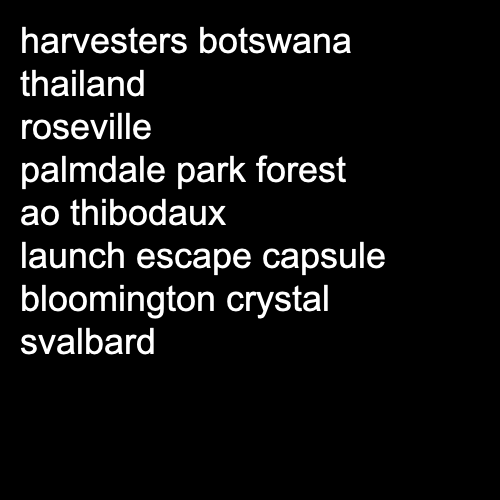 harvesters botswana
thailand
roseville
palmdale park forest
ao thibodaux
launch escape capsule
bloomington crystal
svalbard